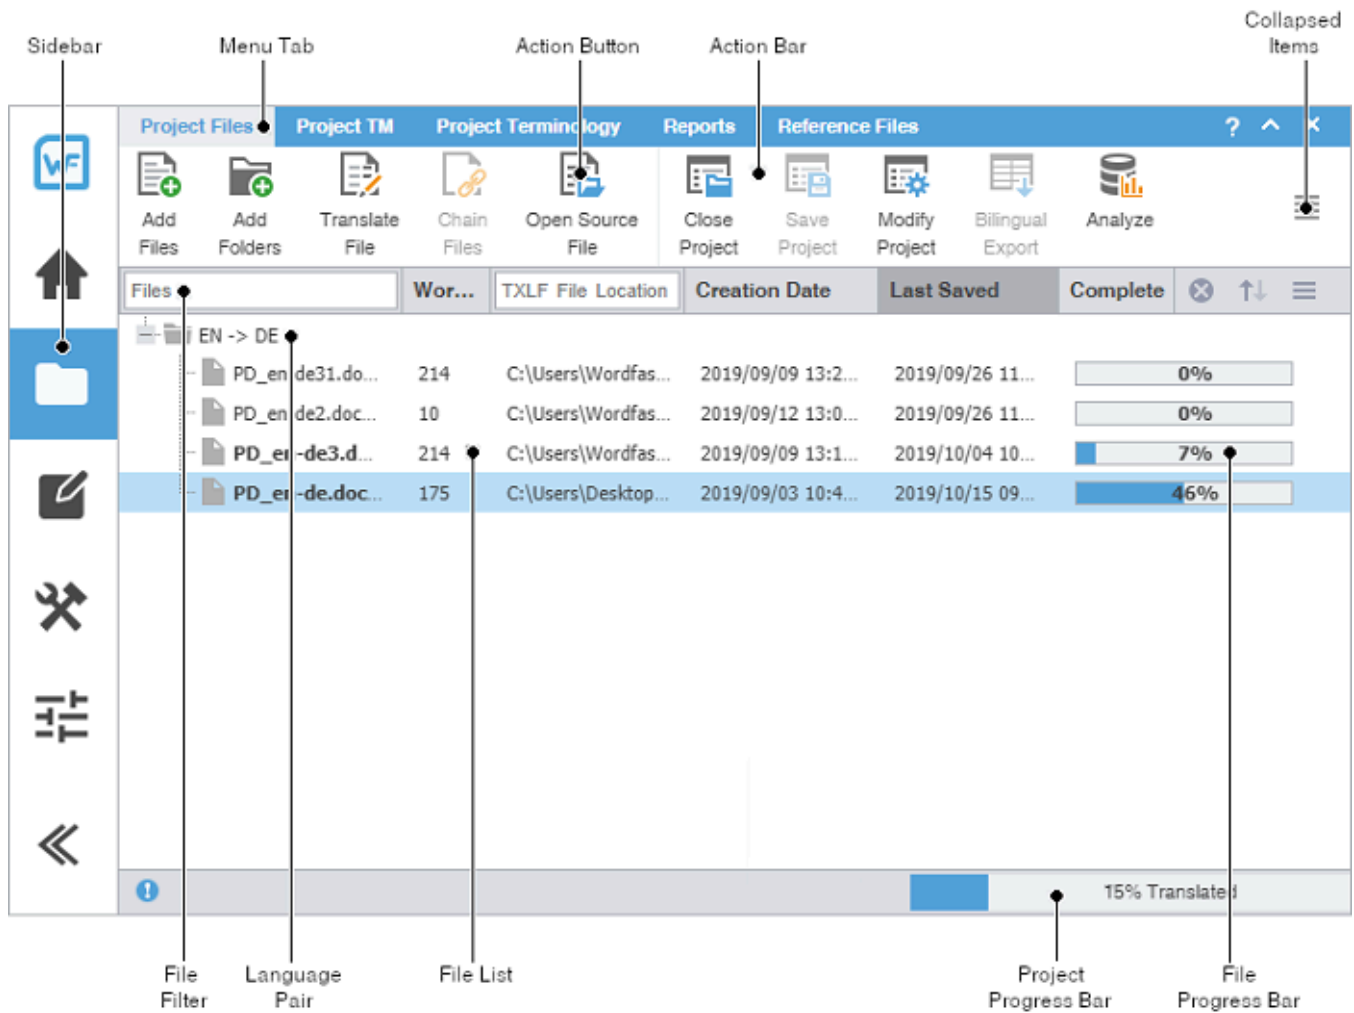 Collapsed
Items
Sidebar
Menu Tab
Action Button
Action Bar
WF
Project Files
Project TM
Project Terminology
Reports
Reference Files
?
Add
Files
Add
Folders
Translate
File
Chain
Files
Open Source
File
Close
Project
Save
Project
Modify
Project
Bilingual
Export
Analyze
Files
Wor...
TXLF File Location
Creation Date
Last Saved
Complete
EN -> DE
PD_en-de31.do... 214 C:\Users\Wordfas... 2019/09/09 13:2... 2019/09/26 11... 0%
PD_en-de2.doc... 10 C:\Users\Wordfas... 2019/09/12 13:0... 2019/09/26 11... 0%
PD_en-de3.d... 214 C:\Users\Wordfas... 2019/09/09 13:1... 2019/10/04 10... 7%
PD_en-de.doc... 175 C:\Users\Desktop... 2019/09/03 10:4... 2019/10/15 09... 46%
15% Translated
File
Filter
Language
Pair
File List
Project
Progress Bar
File
Progress Bar